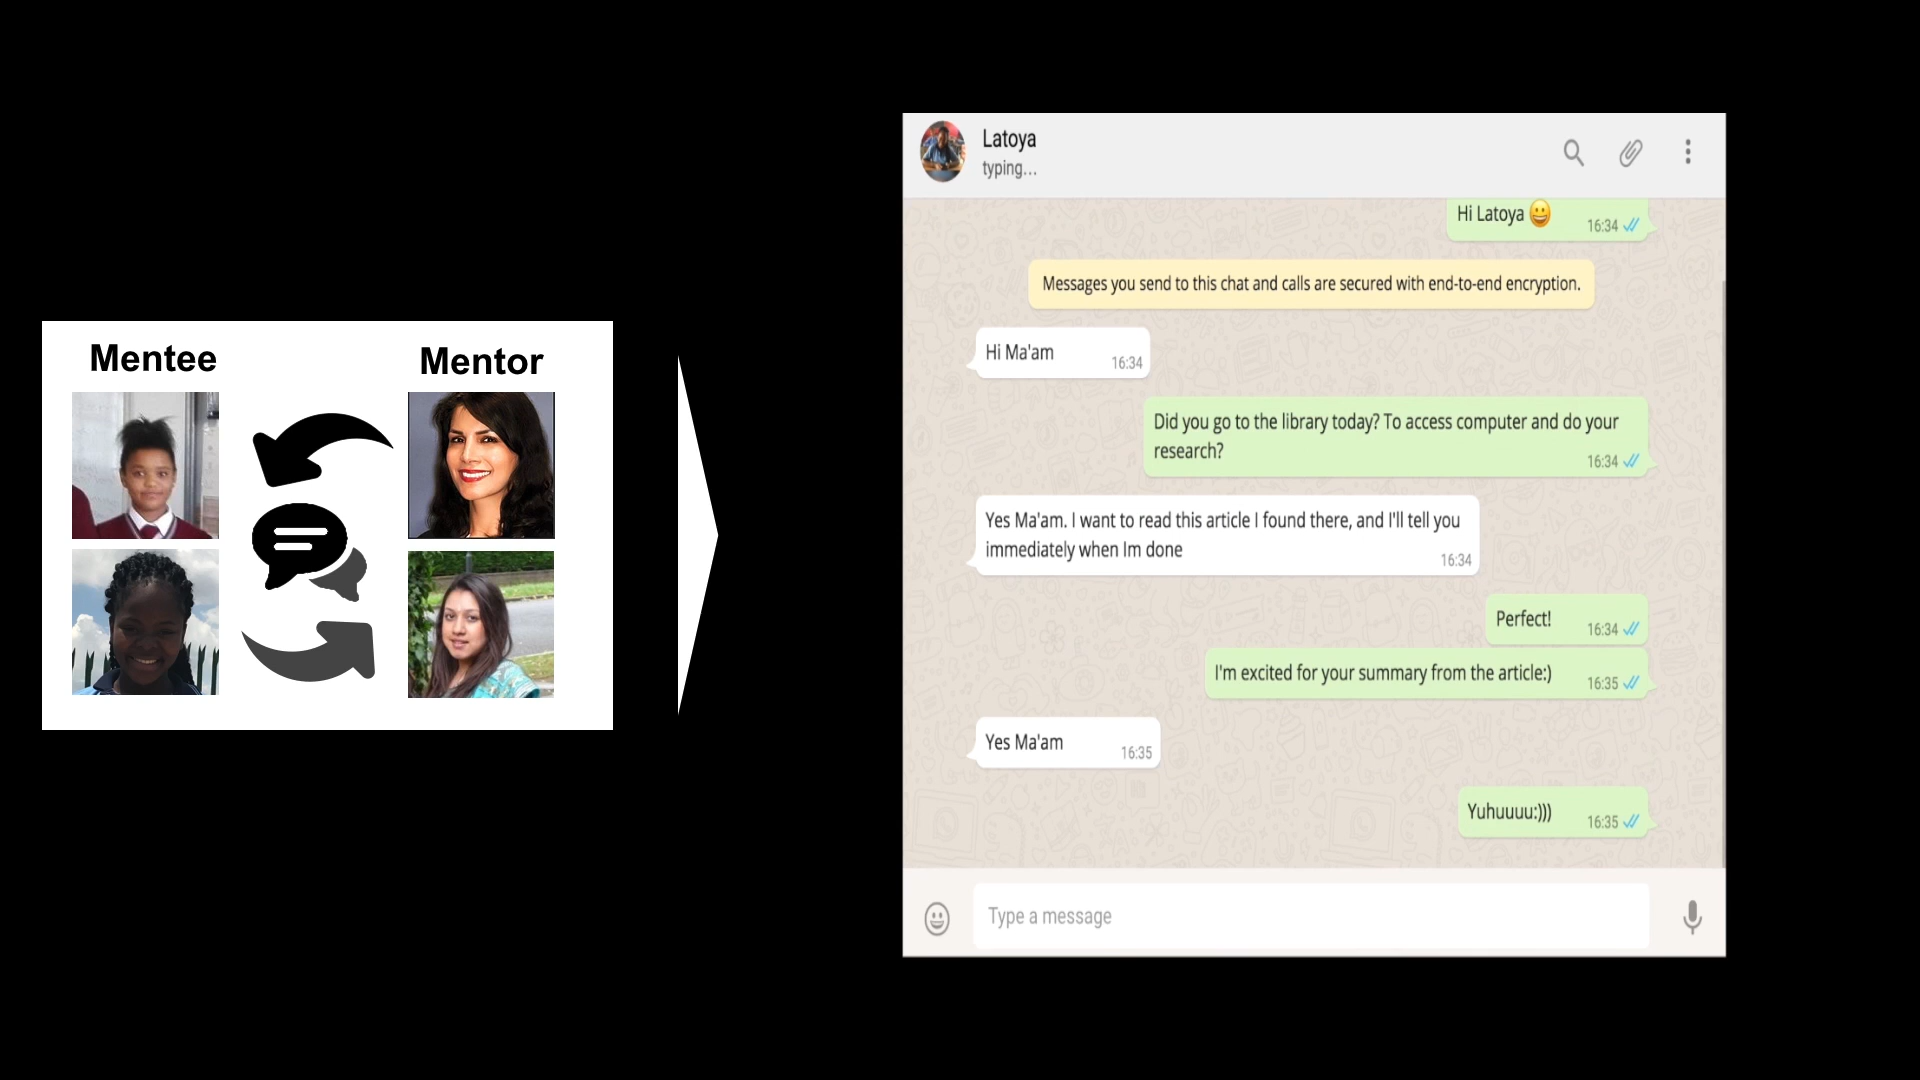 Mentee
Mentor
Latoya
typing...
Hi Latoya 😀
16:34
Messages you send to this chat and calls are secured with end-to-end encryption.
Hi Ma'am
16:34
Did you go to the library today? To access computer and do your
research?
16:34
Yes Ma'am. I want to read this article I found there, and I'll tell you
immediately when Im done
16:34
Perfect!
16:34
I'm excited for your summary from the article:)
16:35
Yes Ma'am
16:35
Yuhuuuu:)))
16:35
Type a message